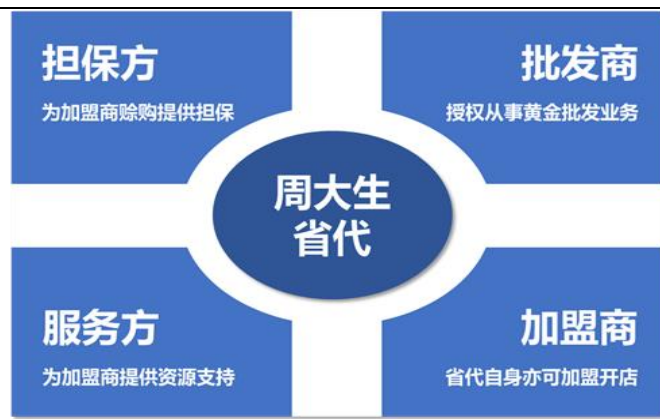 担保方
为加盟商赊购提供担保
批发商
授权从事黄金批发业务
周大生
省代
服务方
为加盟商提供资源支持
加盟商
省代自身亦可加盟开店